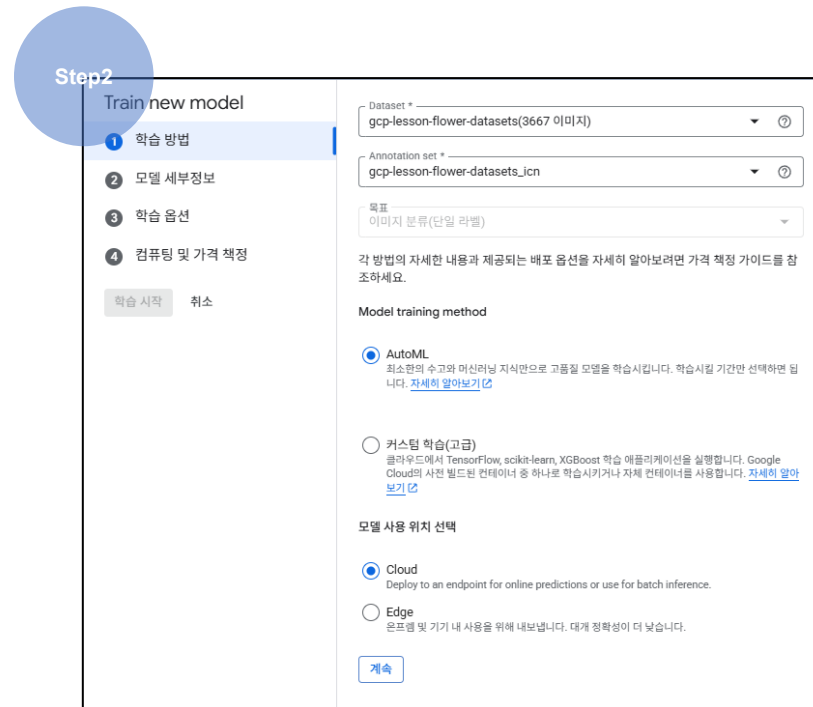 Step2
Train new model
1 학습 방법
2 모델 세부정보
3 학습 옵션
4 컴퓨팅 및 가격 책정
학습 시작 취소
Dataset *
gcp-lesson-flower-datasets(3667 이미지)
Annotation set *
gcp-lesson-flower-datasets_icn
목표
이미지 분류(단일 라벨)
각 방법의 자세한 내용과 제공되는 배포 옵션을 자세히 알아보려면 가격 책정 가이드를 참
조하세요.
Model training method
AutoML
최소한의 수고와 머신러닝 지식만으로 고품질 모델을 학습시킵니다. 학습시킬 기간만 선택하면 됩
니다. 자세히 알아보기
커스텀 학습(고급)
클라우드에서 TensorFlow, scikit-learn, XGBoost 학습 애플리케이션을 실행합니다. Google
Cloud의 사전 빌드된 컨테이너 중 하나로 학습시키거나 자체 컨테이너를 사용합니다. 자세히 알아
보기
모델 사용 위치 선택
Cloud
Deploy to an endpoint for online predictions or use for batch inference.
Edge
온프렘 및 기기 내 사용을 위해 내보냅니다. 대개 정확성이 더 낮습니다.
계속